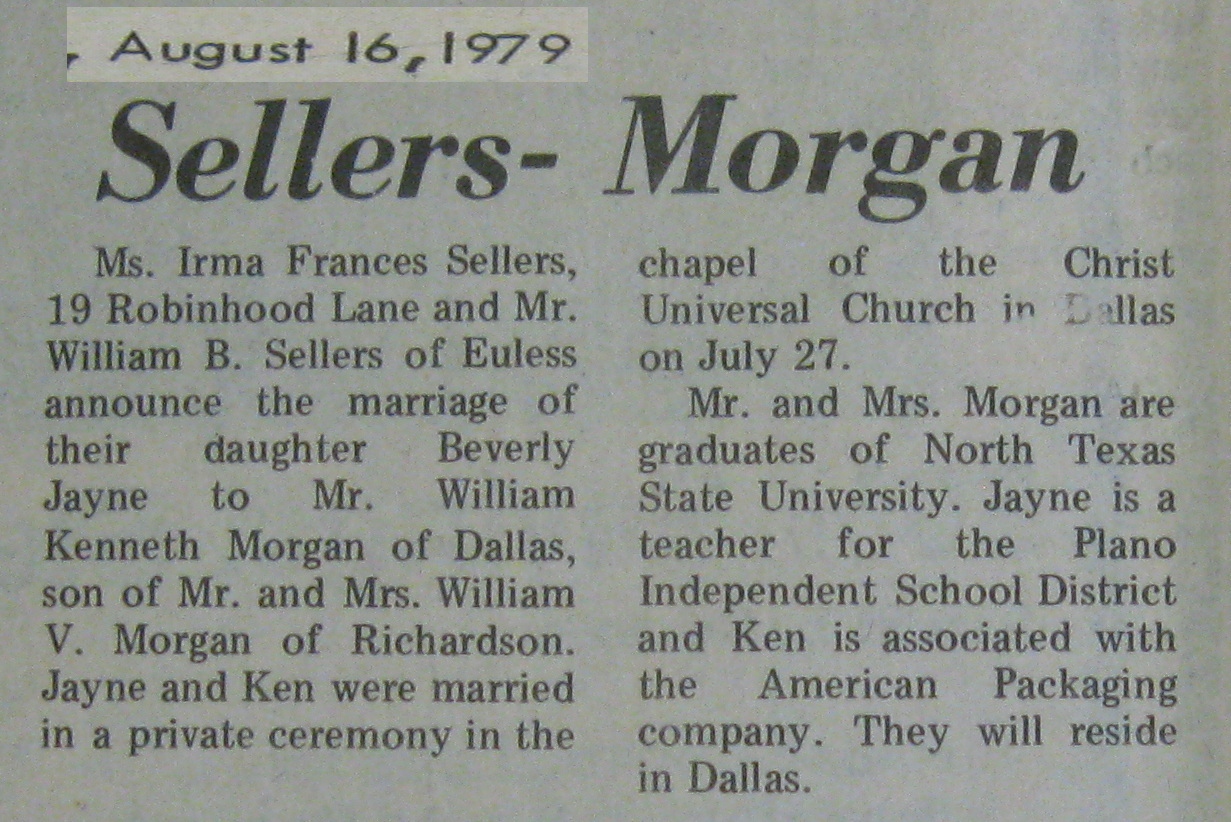 , August 16, 1979
Sellers- Morgan
Ms. Irma Frances Sellers,
19 Robinhood Lane and Mr.
William B. Sellers of Euless
announce the marriage of
their daughter Beverly
Jayne to Mr. William
Kenneth Morgan of Dallas,
son of Mr. and Mrs. William
V. Morgan of Richardson.
Jayne and Ken were married
in a private ceremony in the
chapel of the Christ
Universal Church in Dallas
on July 27.
Mr. and Mrs. Morgan are
graduates of North Texas
State University. Jayne is a
teacher for the Plano
Independent School District
and Ken is associated with
the American Packaging
company. They will reside
in Dallas.